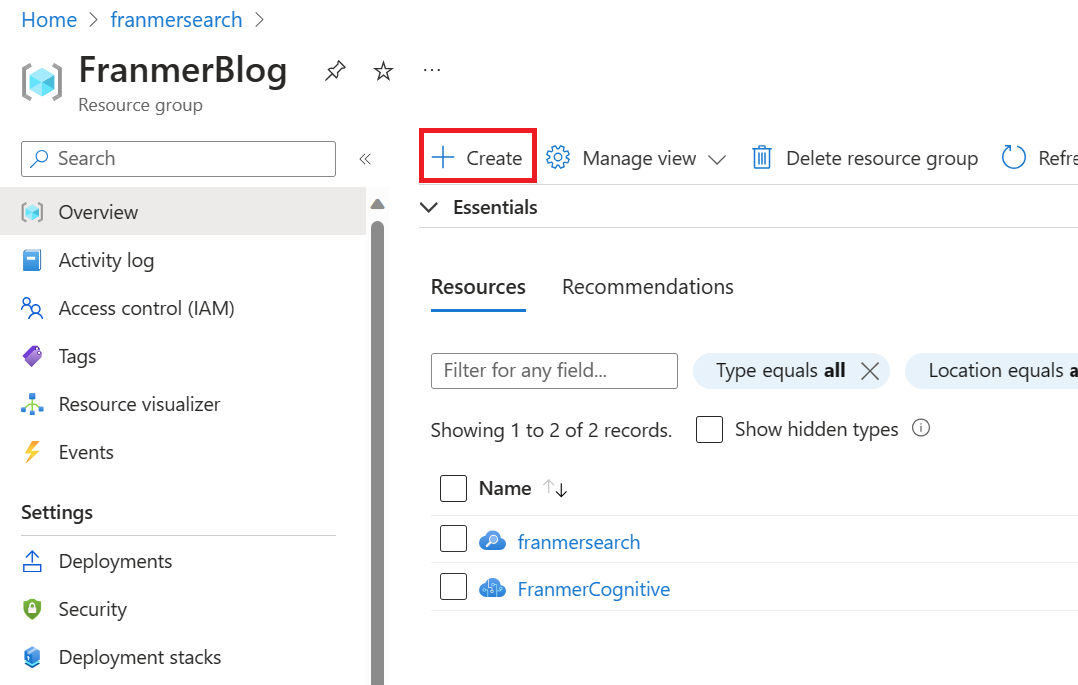 Home > franmersearch >
FranmerBlog
...
Resource group
Search
«
Overview
Activity log
Access control (IAM)
Tags
Resource visualizer
Events
Settings
Deployments
Security
Deployment stacks
Create Manage view Delete resource group Refre
Essentials
Resources Recommendations
Filter for any field... Type equals all Location equals a
Showing 1 to 2 of 2 records. Show hidden types
Name ↑↓
franmersearch
FranmerCognitive